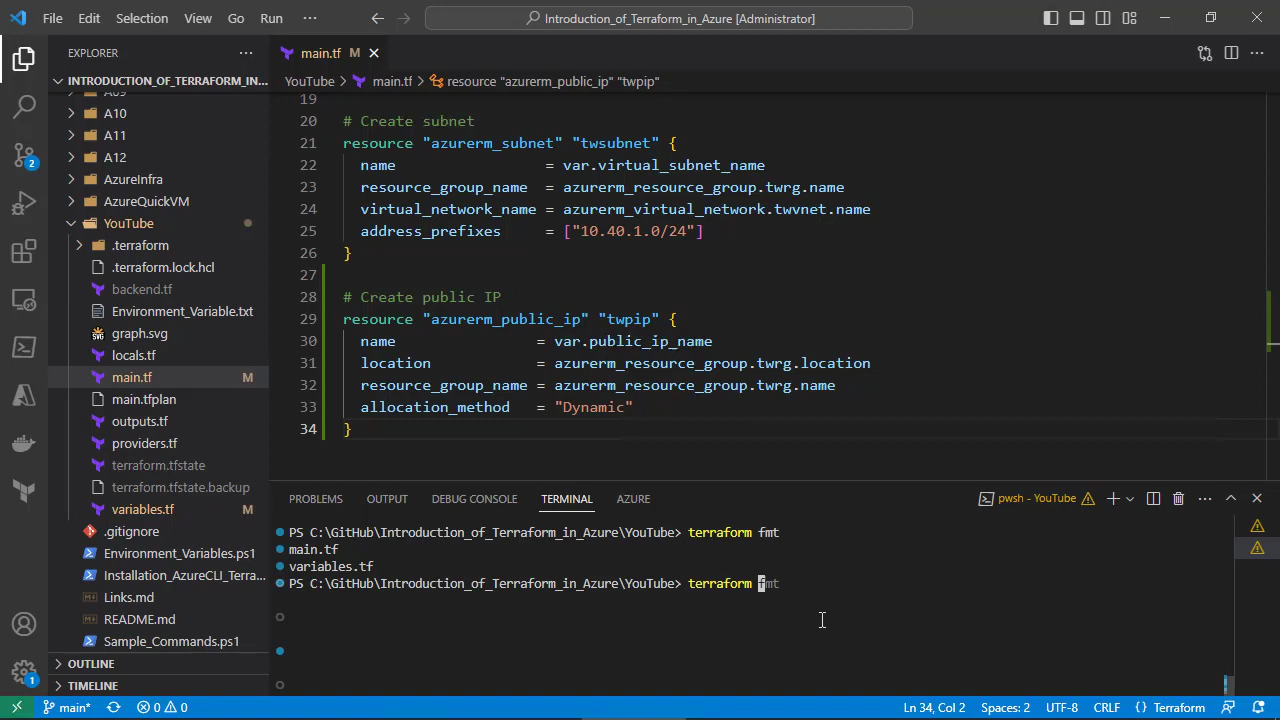 File Edit Selection View Go Run ··· Introduction_of_Terraform_in_Azure [Administrator]
EXPLORER ···
INTRODUCTION_OF_TERRAFORM_IN...
A09
A10
A11
A12
AzureInfra
AzureQuickVM
YouTube
.terraform
.terraform.lock.hcl
backend.tf
Environment_Variable.txt
graph.svg
locals.tf
main.tf M
main.tfplan
outputs.tf
providers.tf
terraform.tfstate
terraform.tfstate.backup
variables.tf M
.gitignore
Environment_Variables.ps1
Installation_AzureCLI_Terra...
Links.md
README.md
Sample_Commands.ps1
OUTLINE
TIMELINE
2
1
main.tf M
YouTube > main.tf > resource "azurerm_public_ip" "twpip"
19
20 # Create subnet
21 resource "azurerm_subnet" "twsubnet" {
22 name = var.virtual_subnet_name
23 resource_group_name = azurerm_resource_group.twrg.name
24 virtual_network_name = azurerm_virtual_network.twvnet.name
25 address_prefixes = ["10.40.1.0/24"]
26 }
27
28 # Create public IP
29 resource "azurerm_public_ip" "twpip" {
30 name = var.public_ip_name
31 location = azurerm_resource_group.twrg.location
32 resource_group_name = azurerm_resource_group.twrg.name
33 allocation_method = "Dynamic"
34 }
PROBLEMS OUTPUT DEBUG CONSOLE TERMINAL AZURE pwsh - YouTube
PS C:\GitHub\Introduction_of_Terraform_in_Azure\YouTube> terraform fmt
main.tf
variables.tf
PS C:\GitHub\Introduction_of_Terraform_in_Azure\YouTube> terraform fmt
main* 0 0 Ln 34, Col 2 Spaces: 2 UTF-8 CRLF {} Terraform